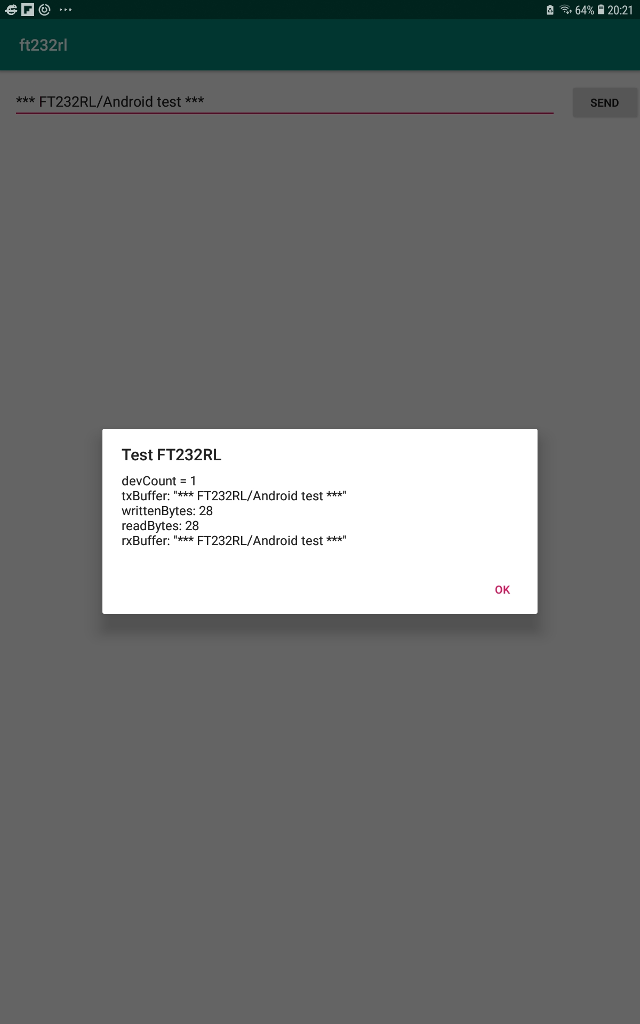 64% 20:21
ft232rl
*** FT232RL/Android test ***
SEND
Test FT232RL
devCount = 1
txBuffer: "*** FT232RL/Android test ***"
writtenBytes: 28
readBytes: 28
rxBuffer: "*** FT232RL/Android test ***"
OK